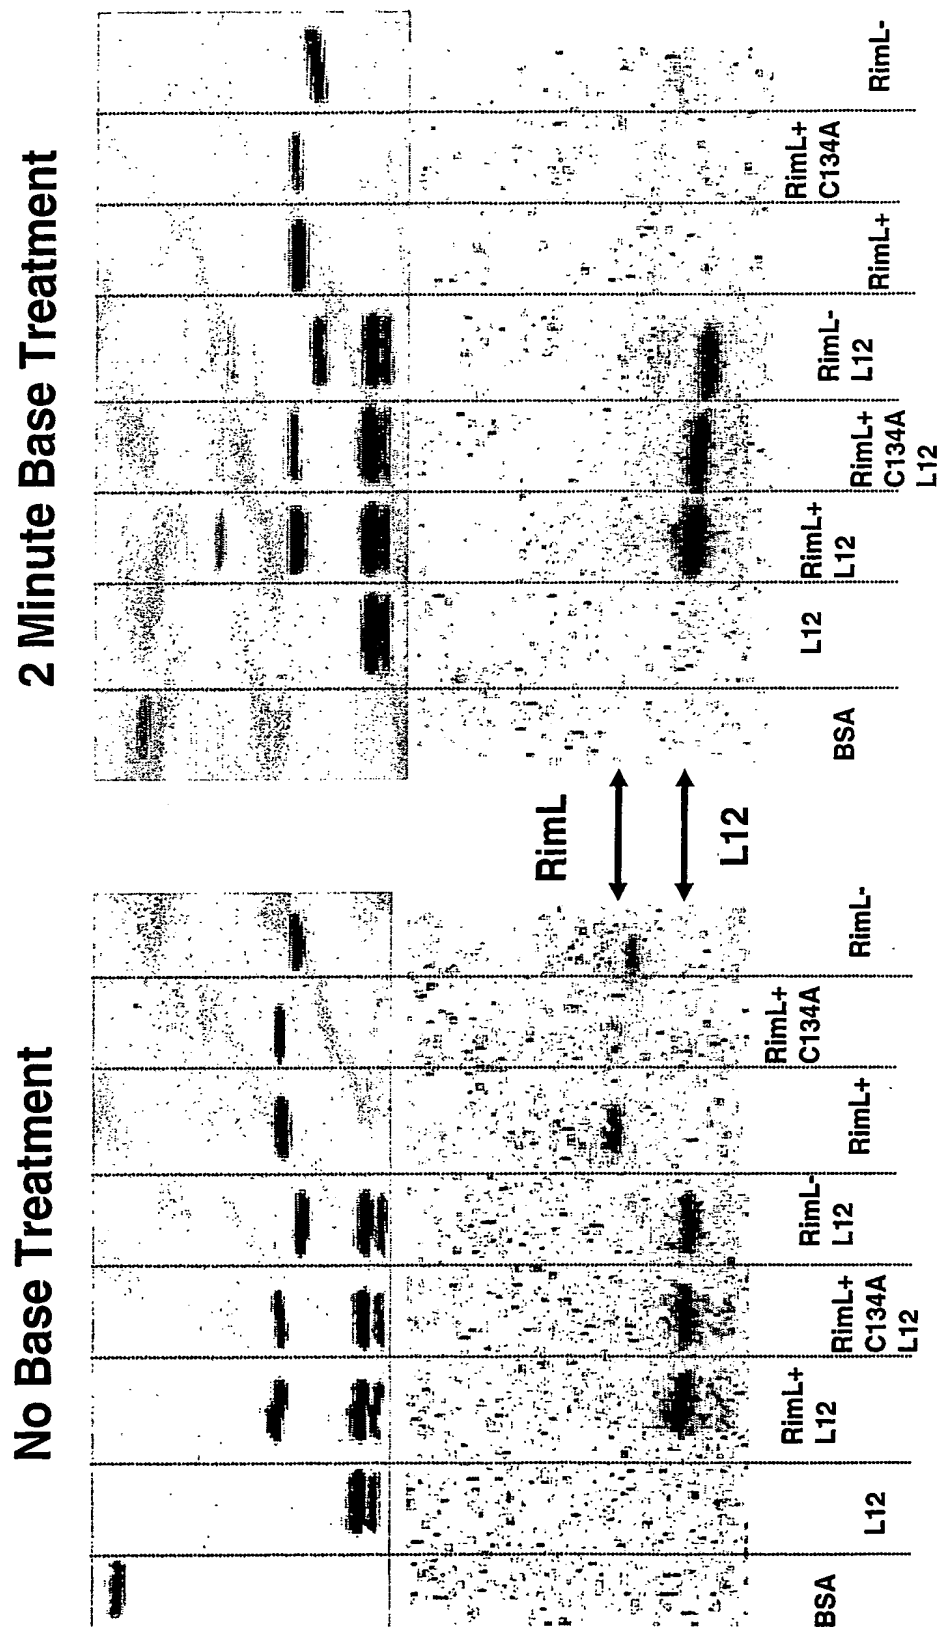 No Base Treatment
BSA
L12
RimL+
L12
RimL+
C134A
L12
RimL-
L12
RimL+
RimL+
C134A
RimL-
RimL
L12
2 Minute Base Treatment
BSA
L12
RimL+
L12
RimL+
C134A
L12
RimL-
L12
RimL+
RimL+
C134A
RimL-